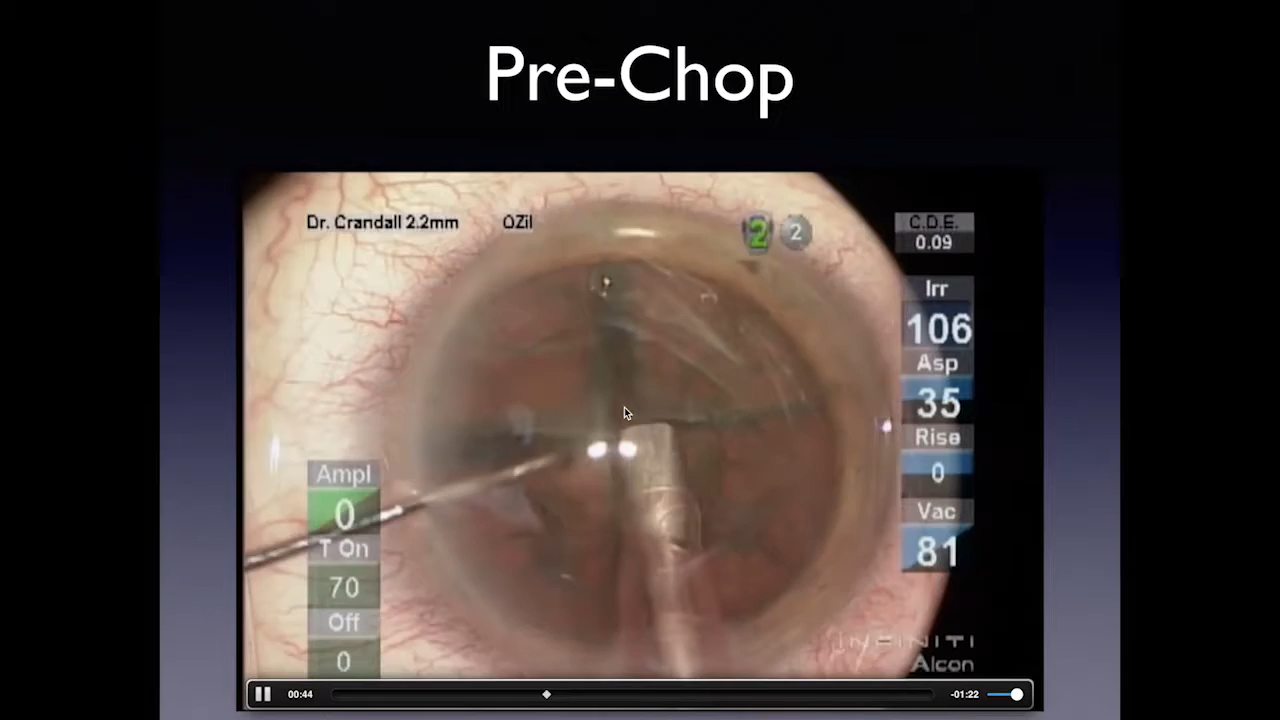 Pre-Chop
Dr. Crandall 2.2mm OZil
2 2
C.D.E.
0.09
Irr
106
Asp
35
Rise
0
Vac
81
Ampl
0
T On
70
Off
0
INFINITI
Alcon
00:44
-01:22